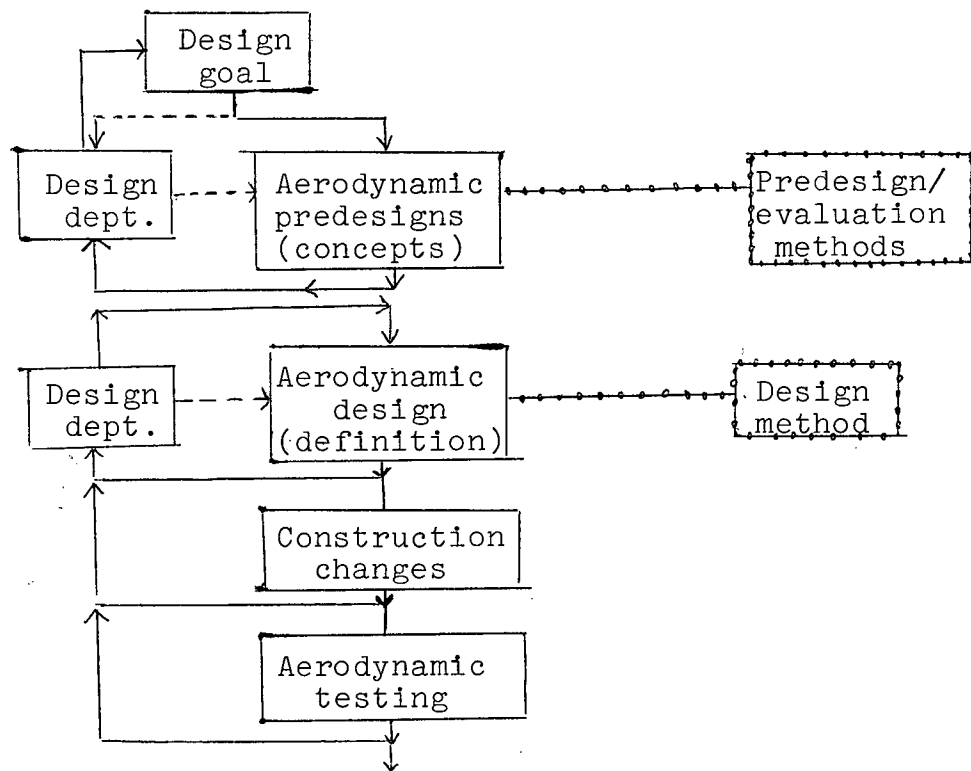 Design
goal
Design
dept.
Aerodynamic
predesigns
(concepts)
Predesign/
evaluation
methods
Design
dept.
Aerodynamic
design
(definition)
Design
method
Construction
changes
Aerodynamic
testing